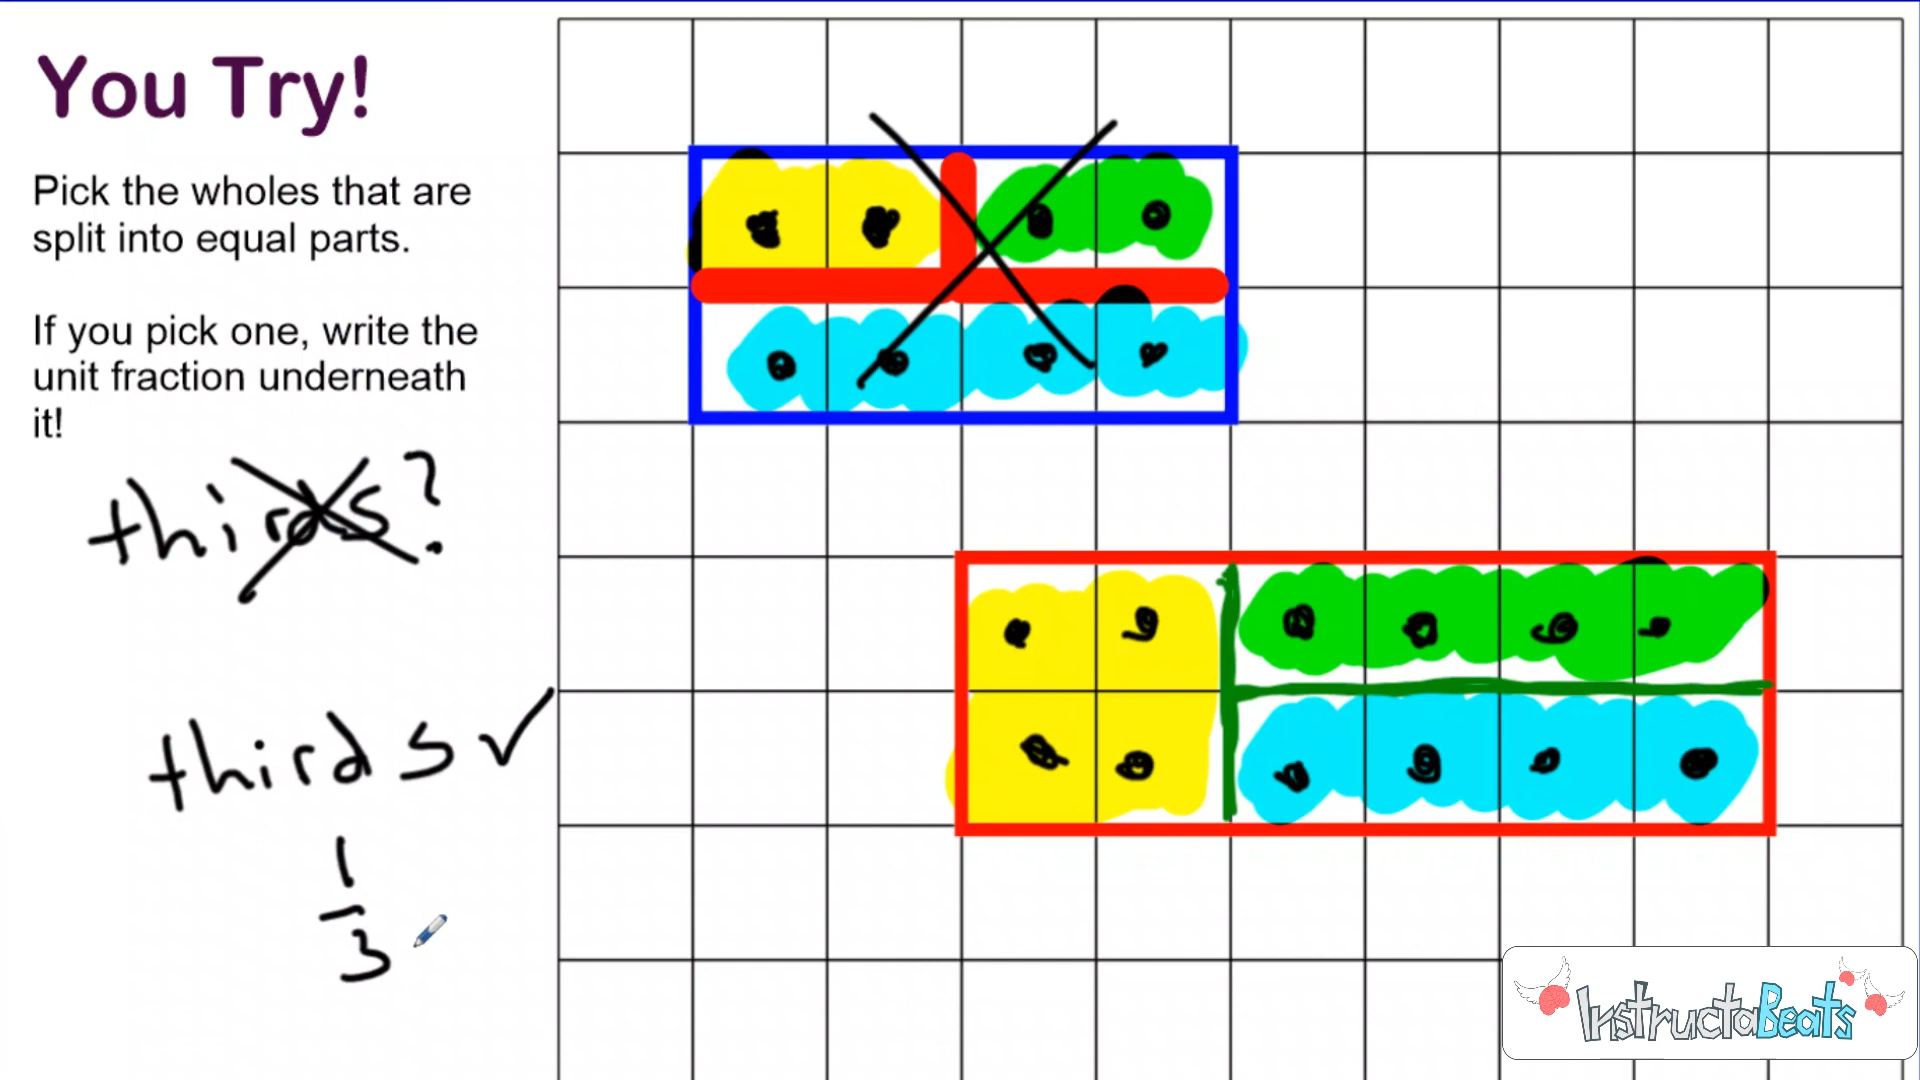 You Try!
Pick the wholes that are
split into equal parts.
If you pick one, write the
unit fraction underneath
it!
thirds?
thirds ✓
1
3
InstructaBeats